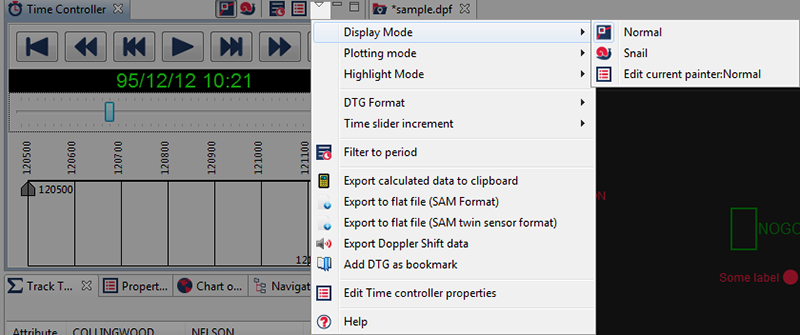 Time Controller
*sample.dpf
Display Mode
Normal
Plotting mode
Snail
Highlight Mode
Edit current painter:Normal
95/12/12 10:21
DTG Format
Time slider increment
120500
120600
120700
120800
120900
121000
121100
Filter to period
120500
Export calculated data to clipboard
Export to flat file (SAM Format)
Export to flat file (SAM twin sensor format)
Export Doppler Shift data
Add DTG as bookmark
NOGO
Some label
Track T...
Propert...
Chart o...
Navigat
Edit Time controller properties
Help
Attribute
COLLINGWOOD
NELSON